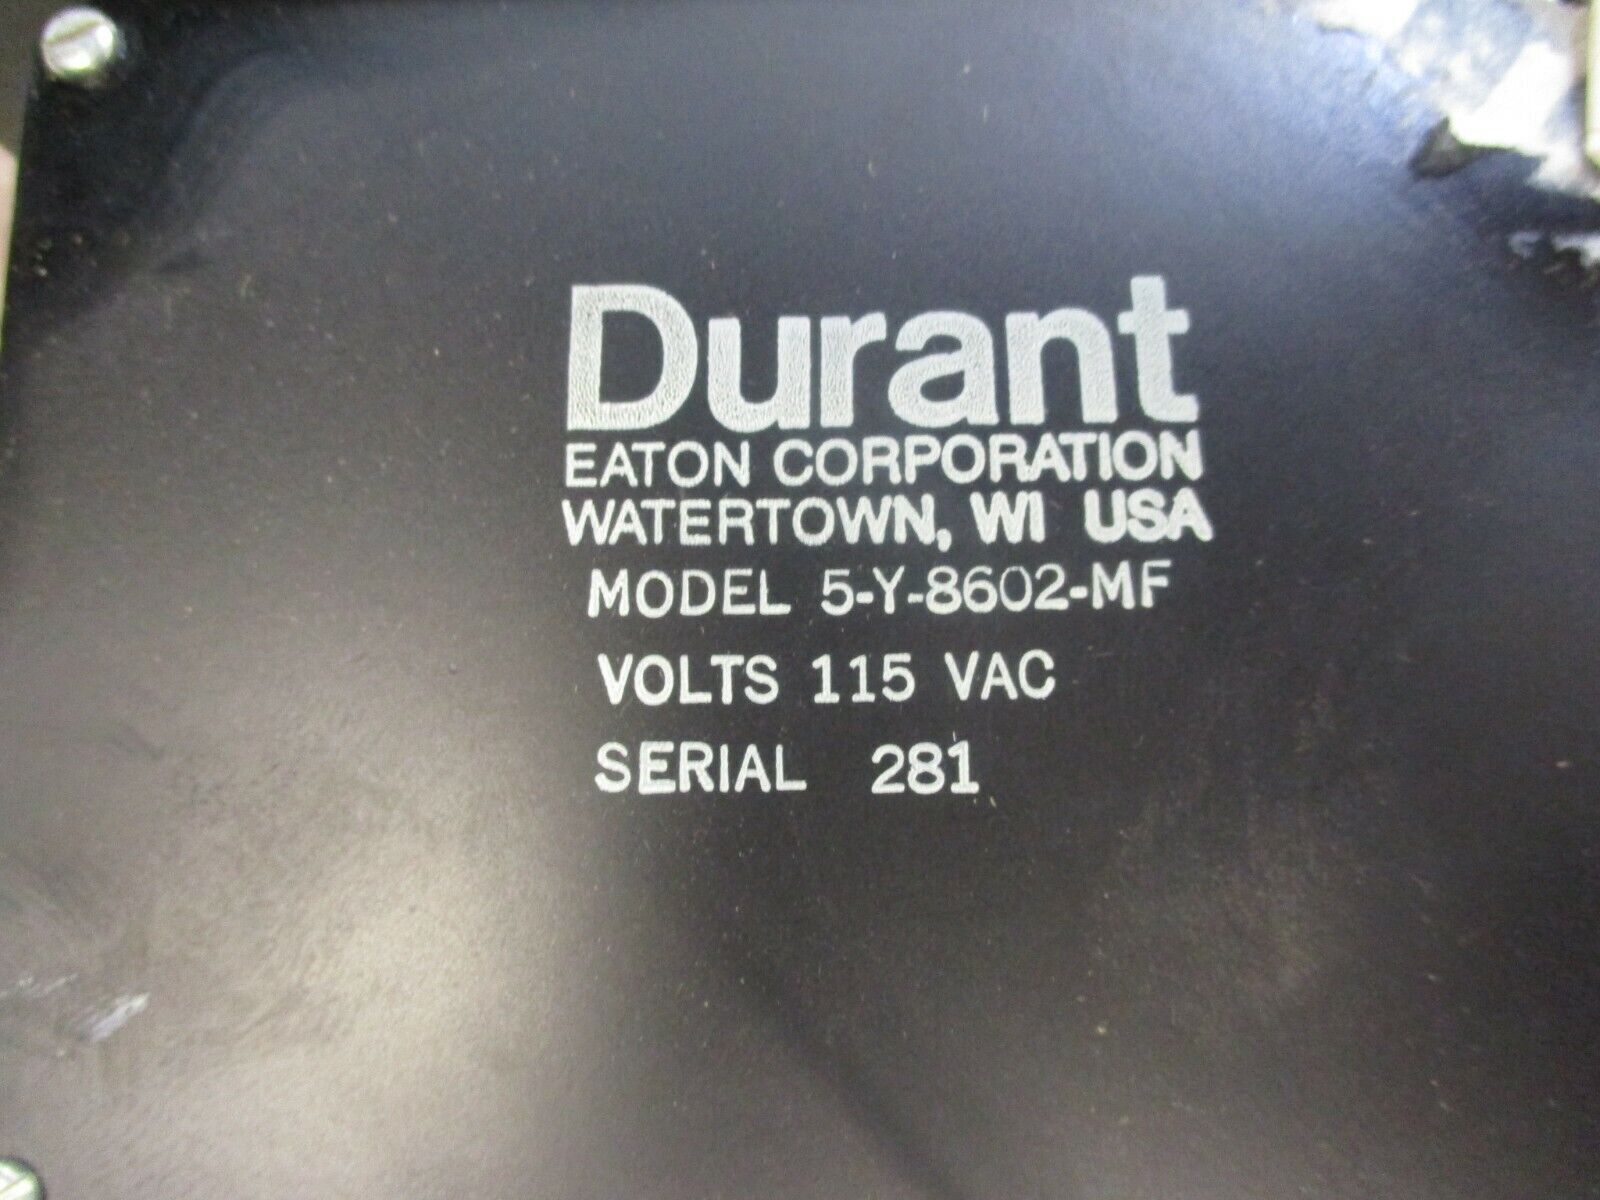 Durant
EATON CORPORATION
WATERTOWN, WI USA
MODEL 5-Y-8602-MF
VOLTS 115 VAC
SERIAL 281